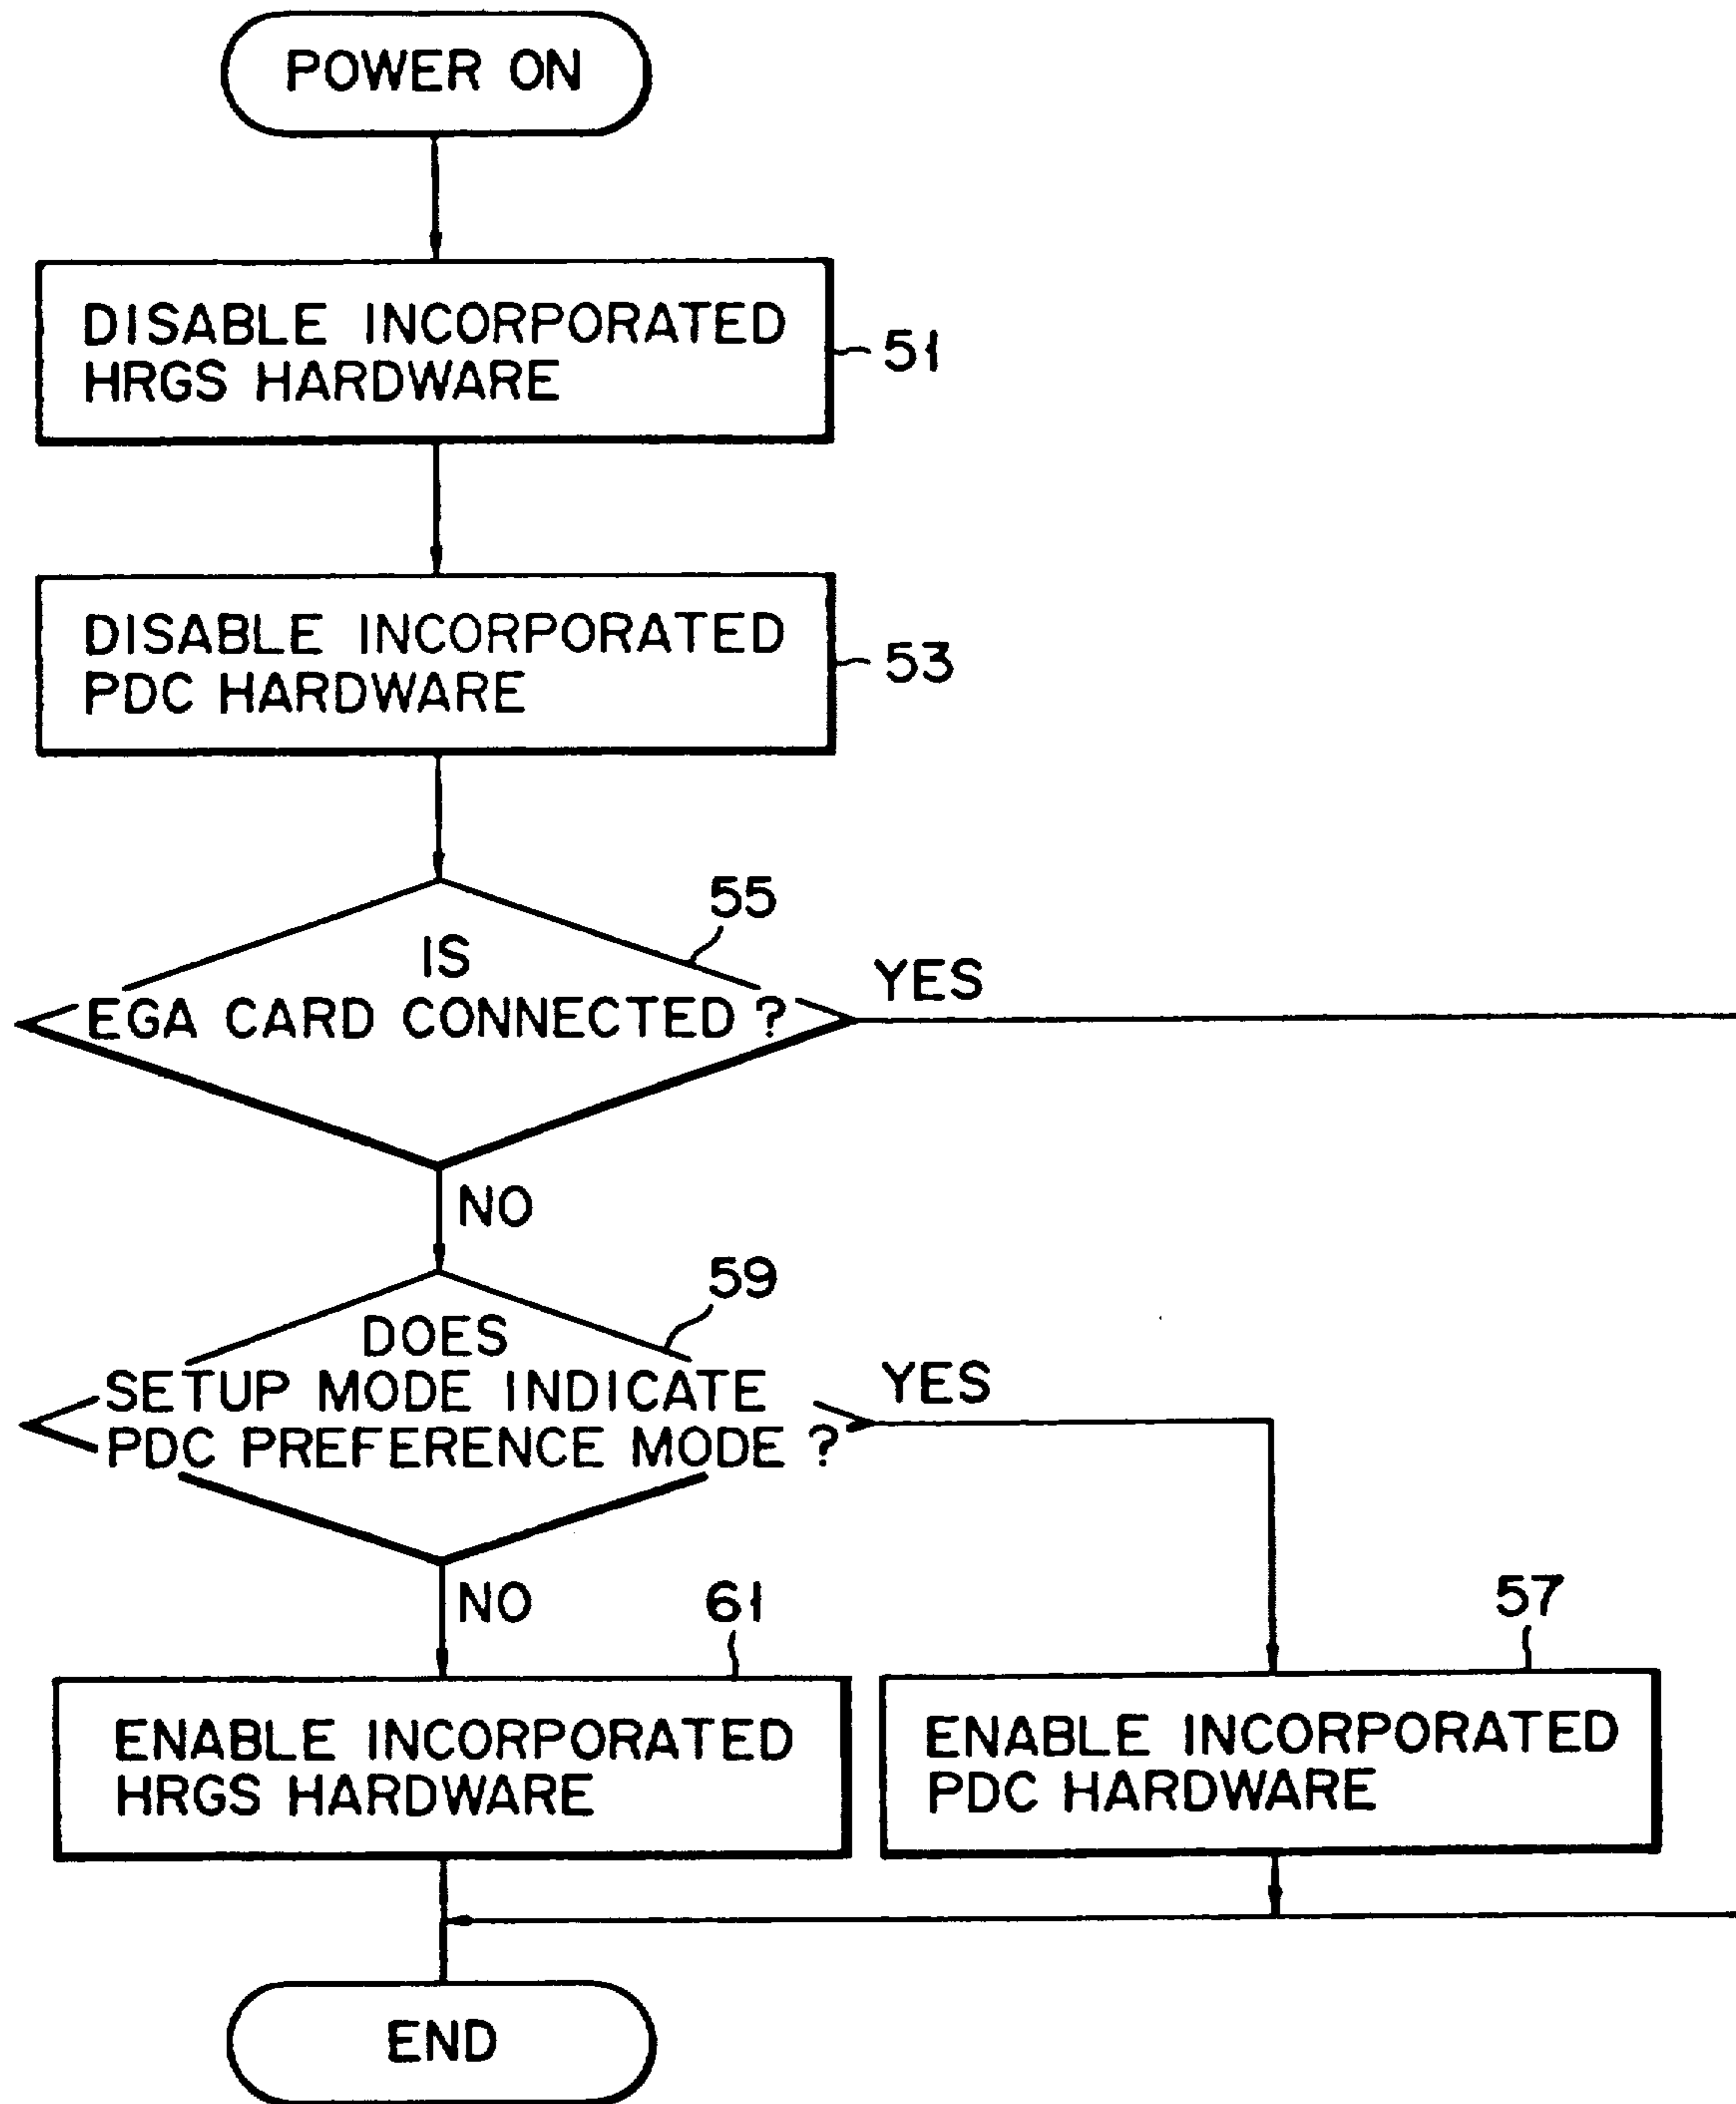 POWER ON
DISABLE INCORPORATED
HRGS HARDWARE
51
DISABLE INCORPORATED
PDC HARDWARE
53
55
IS
EGA CARD CONNECTED ?
YES
NO
59
DOES
SETUP MODE INDICATE
PDC PREFERENCE MODE ?
YES
NO
61
57
ENABLE INCORPORATED
HRGS HARDWARE
ENABLE INCORPORATED
PDC HARDWARE
END